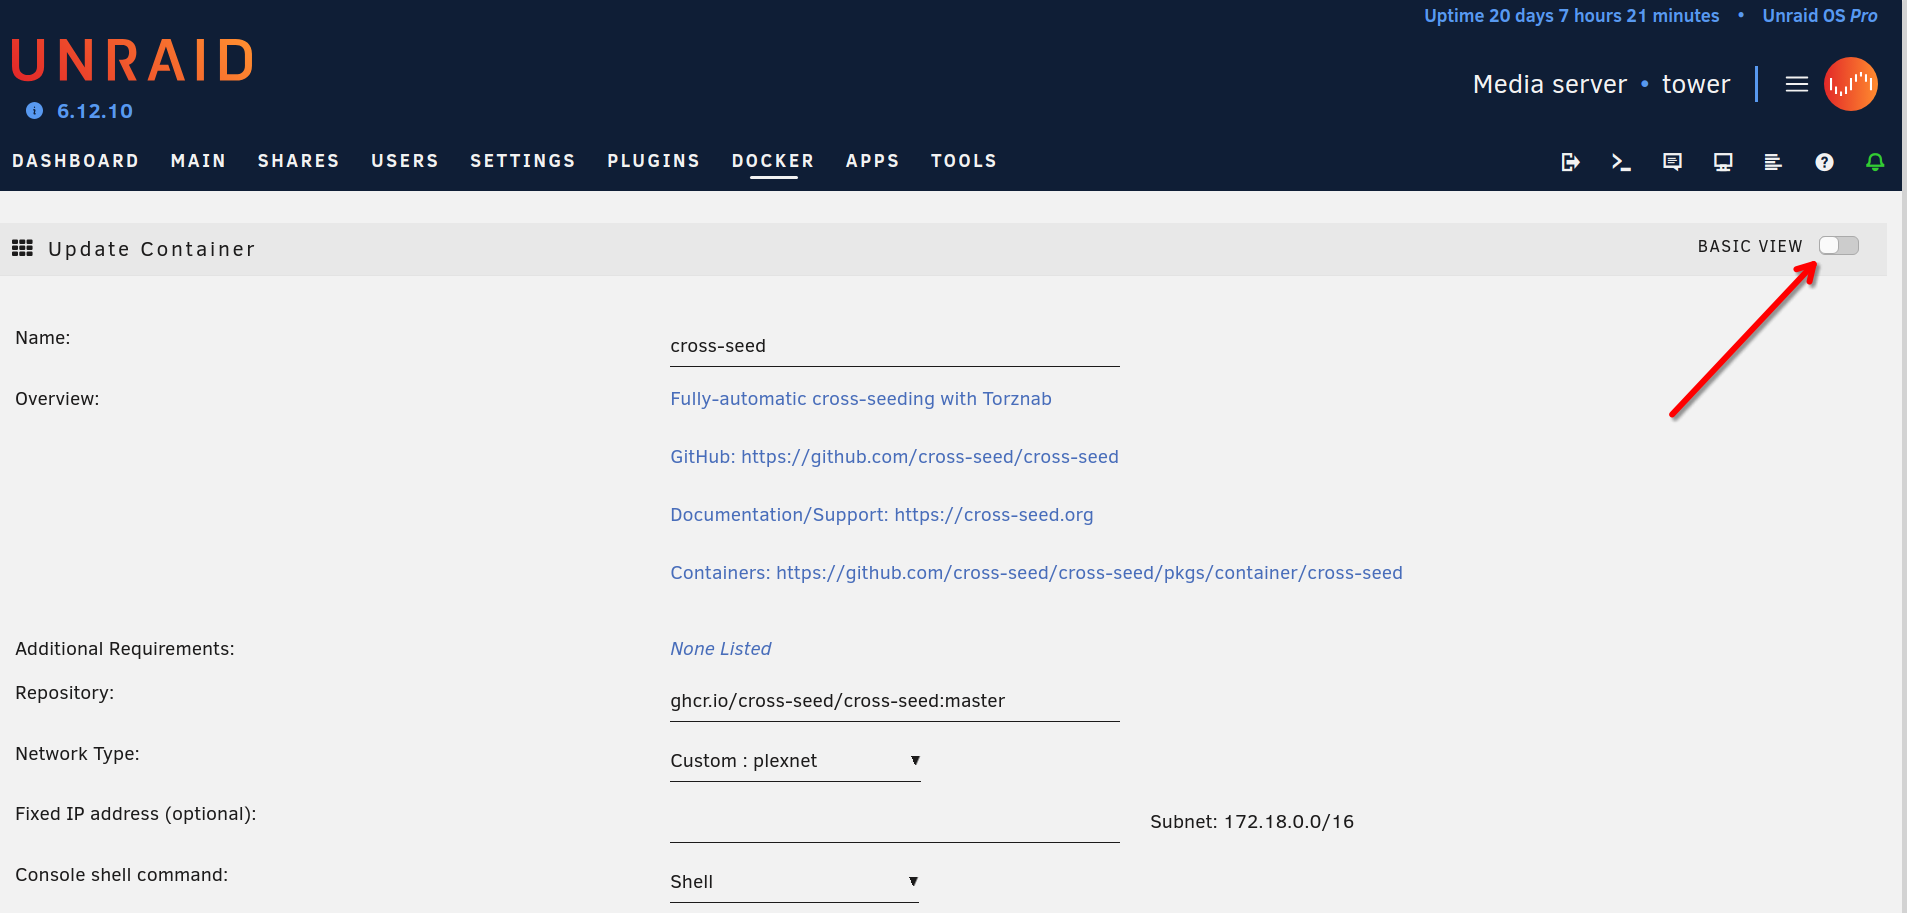 Uptime 20 days 7 hours 21 minutes • Unraid OS Pro
UNRAID
Media server • tower
6.12.10
DASHBOARD MAIN SHARES USERS SETTINGS PLUGINS DOCKER APPS TOOLS
Update Container
BASIC VIEW
Name:
cross-seed
Overview:
Fully-automatic cross-seeding with Torznab
GitHub: https://github.com/cross-seed/cross-seed
Documentation/Support: https://cross-seed.org
Containers: https://github.com/cross-seed/cross-seed/pkgs/container/cross-seed
Additional Requirements:
None Listed
Repository:
ghcr.io/cross-seed/cross-seed:master
Network Type:
Custom : plexnet
Fixed IP address (optional):
Subnet: 172.18.0.0/16
Console shell command:
Shell